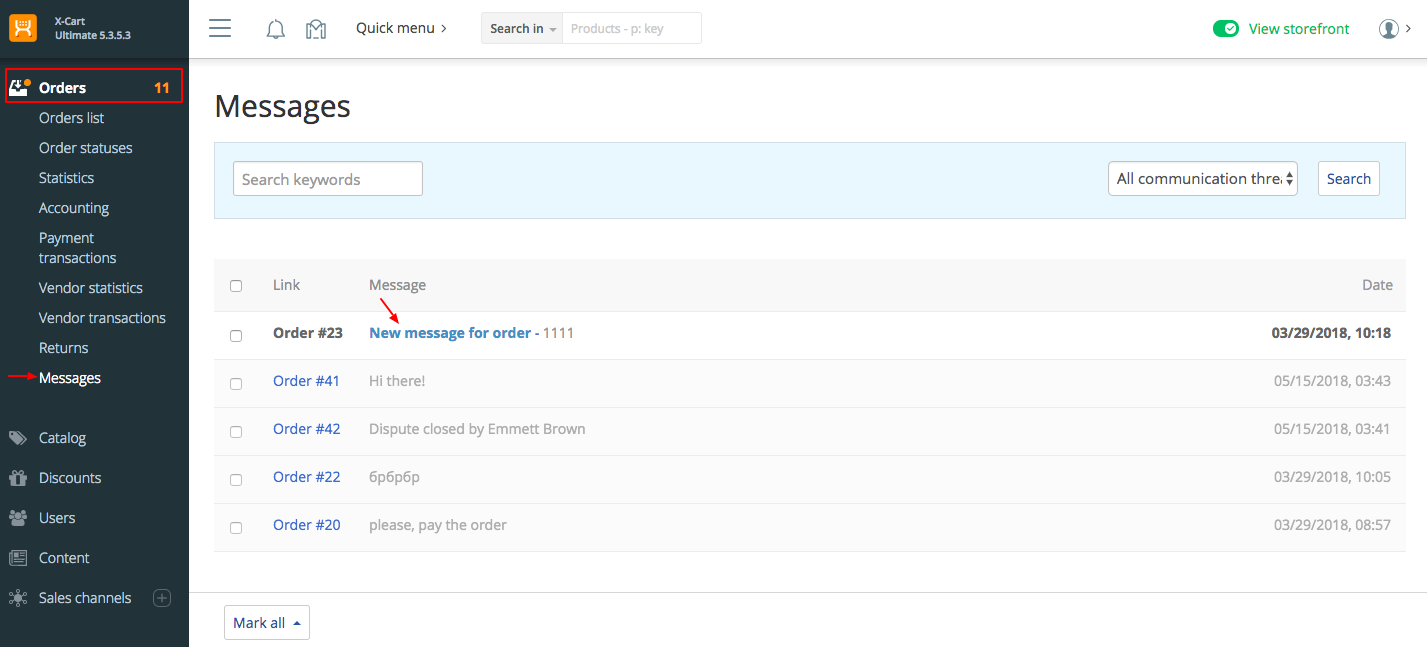 X-Cart
Ultimate 5.3.5.3
Quick menu
Search in
Products - p: key
View storefront
Orders 11
Orders list
Order statuses
Statistics
Accounting
Payment
transactions
Vendor statistics
Vendor transactions
Returns
Messages
Catalog
Discounts
Users
Content
Sales channels
Messages
Search keywords
All communication threa
Search
Link Message Date
Order #23 New message for order - 1111 03/29/2018, 10:18
Order #41 Hi there! 05/15/2018, 03:43
Order #42 Dispute closed by Emmett Brown 05/15/2018, 03:41
Order #22 6р6р6р 03/29/2018, 10:05
Order #20 please, pay the order 03/29/2018, 08:57
Mark all